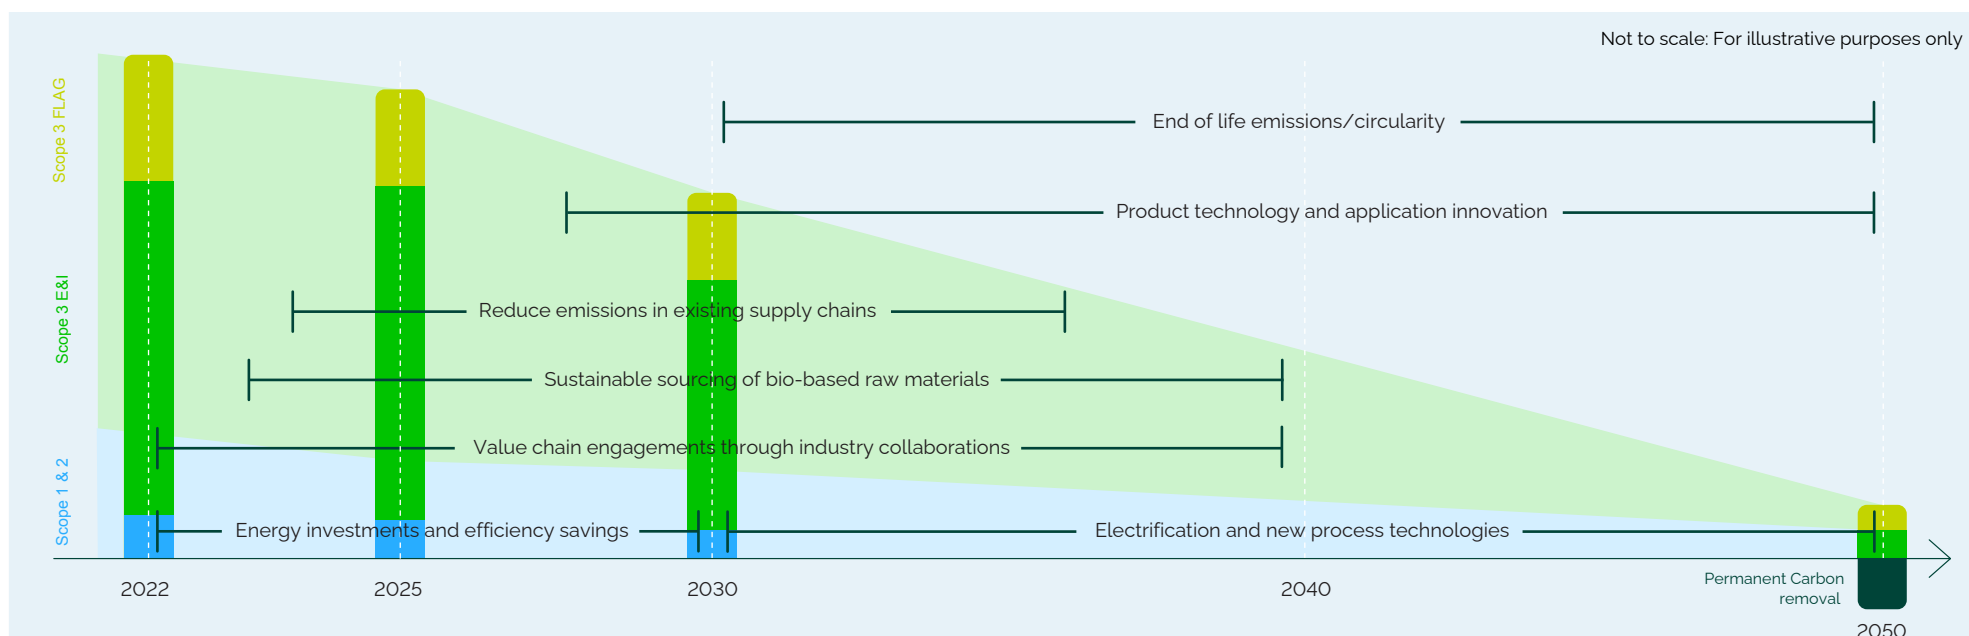 Not to scale: For illustrative purposes only
Scope 3 FLAG
Scope 3 E&I
Scope 1 & 2
End of life emissions/circularity
Product technology and application innovation
Reduce emissions in existing supply chains
Sustainable sourcing of bio-based raw materials
Value chain engagements through industry collaborations
Energy investments and efficiency savings
Electrification and new process technologies
2022
2025
2030
2040
Permanent Carbon
removal
2050